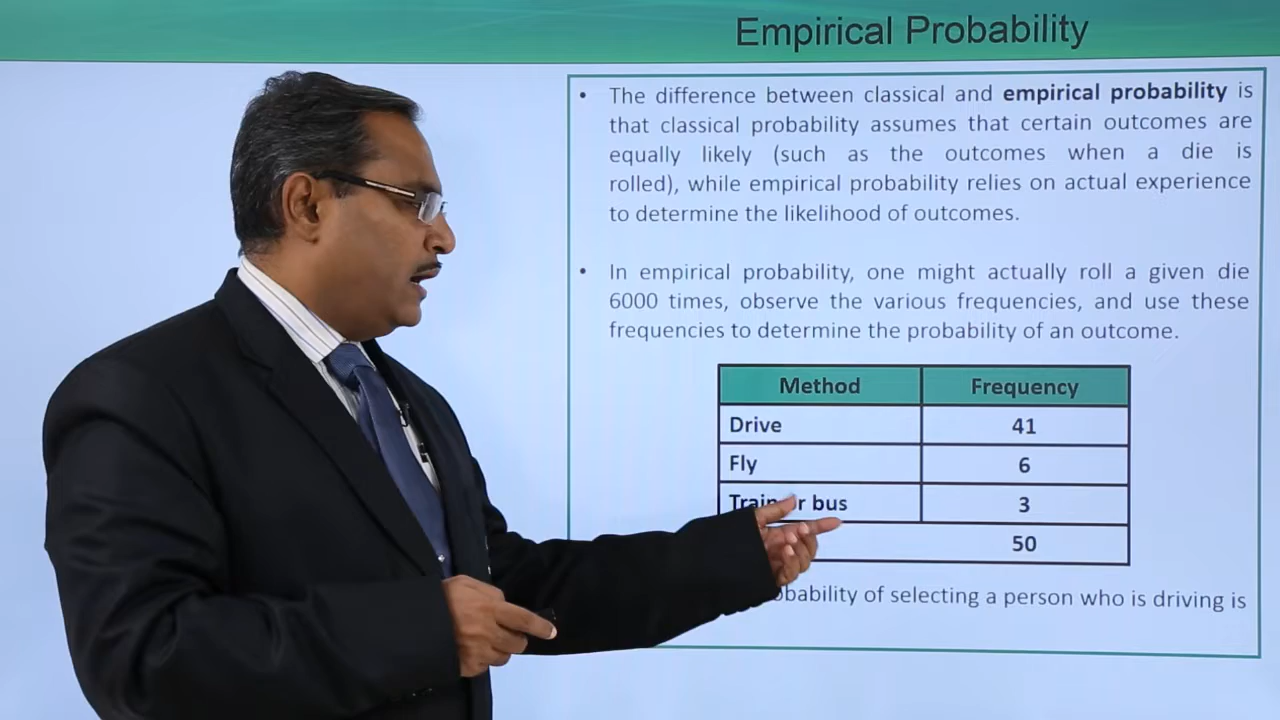 Empirical Probability
• The difference between classical and empirical probability is
that classical probability assumes that certain outcomes are
equally likely (such as the outcomes when a die is
rolled), while empirical probability relies on actual experience
to determine the likelihood of outcomes.
• In empirical probability, one might actually roll a given die
6000 times, observe the various frequencies, and use these
frequencies to determine the probability of an outcome.
Method Frequency
Drive 41
Fly 6
Train or bus 3
50
probability of selecting a person who is driving is